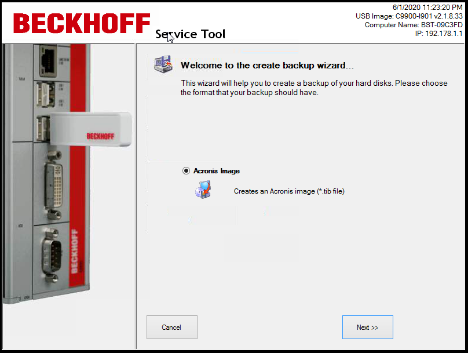 BECKHOFF
Service Tool
6/1/2020 11:23:20 PM
USB Image: C9900-I901 v2.1.8.33
Computer Name: BST-09C3FD
IP: 192.178.1.1
Welcome to the create backup wizard...
This wizard will help you to create a backup of your hard disks. Please choose
the format that your backup should have.
BECKHOFF
BECKHOFF
Acronis Image
Creates an Acronis image (*.tib file)
Cancel
Next >>